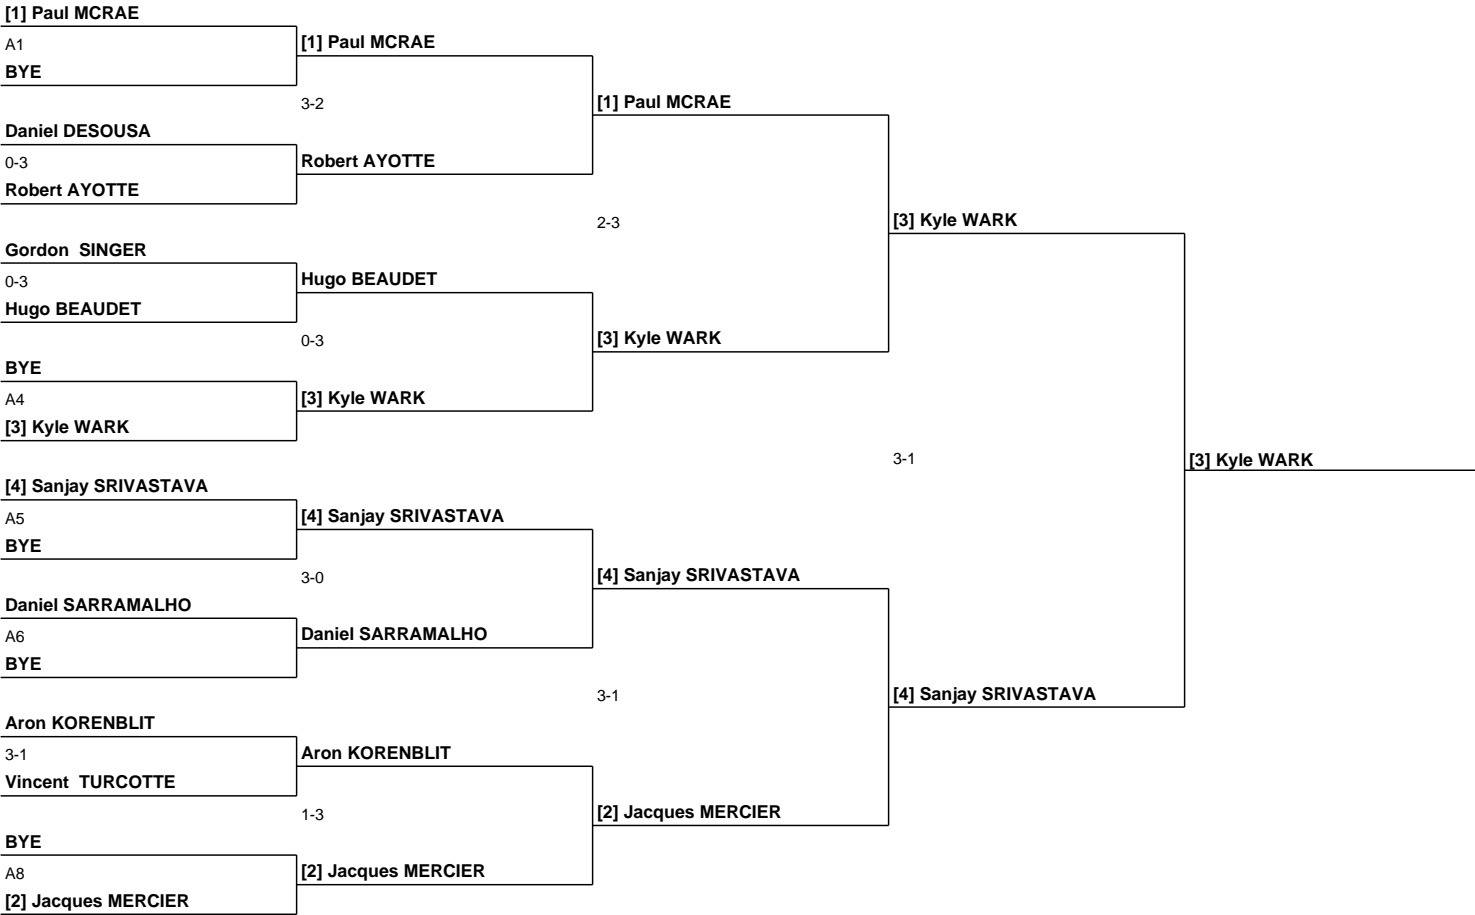 [1] Paul MCRAE
A1
BYE
[1] Paul MCRAE
3-2
Daniel DESOUSA
0-3
Robert AYOTTE
Robert AYOTTE
[1] Paul MCRAE
2-3
Gordon  SINGER
0-3
Hugo BEAUDET
Hugo BEAUDET
0-3
BYE
A4
[3] Kyle WARK
[3] Kyle WARK
[3] Kyle WARK
[3] Kyle WARK
3-1
[3] Kyle WARK
[4] Sanjay SRIVASTAVA
A5
BYE
[4] Sanjay SRIVASTAVA
3-0
Daniel SARRAMALHO
A6
BYE
Daniel SARRAMALHO
[4] Sanjay SRIVASTAVA
3-1
[4] Sanjay SRIVASTAVA
Aron KORENBLIT
3-1
Vincent  TURCOTTE
Aron KORENBLIT
1-3
BYE
A8
[2] Jacques MERCIER
[2] Jacques MERCIER
[2] Jacques MERCIER